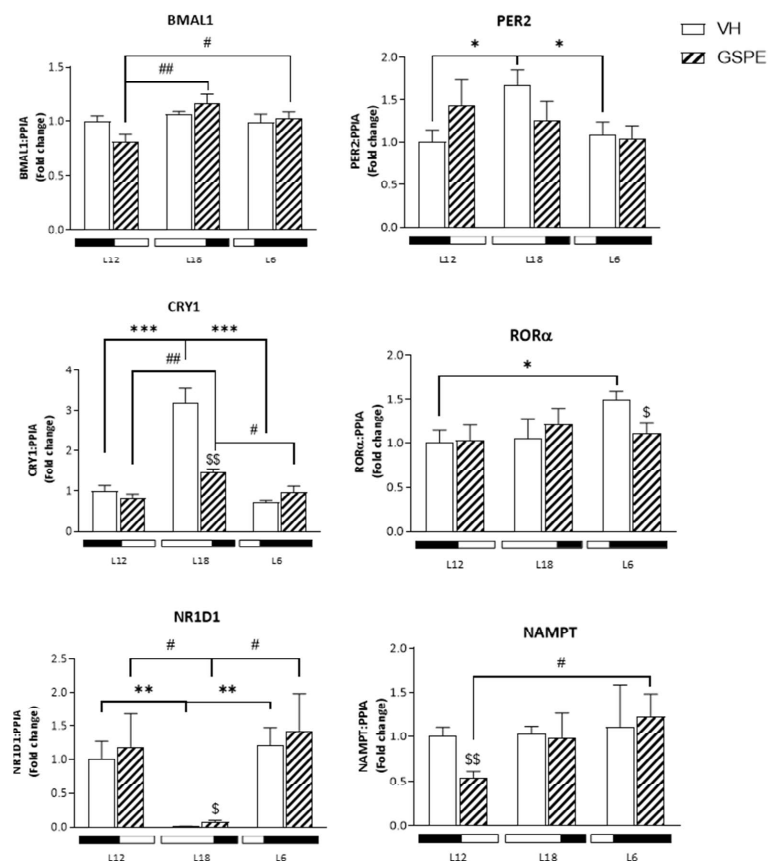 BMAL1
#
##
BMAL1:PPIA
(Fold change)
1.5
1.0
0.5
0.0
L12
L18
L6
PER2
*
*
PER2:PPIA
(Fold change)
2.0
1.5
1.0
0.5
0.0
L12
L18
L6
VH
GSPE
CRY1
***
***
##
#
$$
CRY1:PPIA
(Fold change)
4
3
2
1
0
L12
L18
L6
RORα
*
$
RORα:PPIA
(Fold change)
2.0
1.5
1.0
0.5
0.0
L12
L18
L6
NR1D1
#
#
**
**
$
NR1D1:PPIA
(Fold change)
2.5
2.0
1.5
1.0
0.5
0.0
L12
L18
L6
NAMPT
#
$$
NAMPT:PPIA
(Fold change)
2.0
1.5
1.0
0.5
0.0
L12
L18
L6